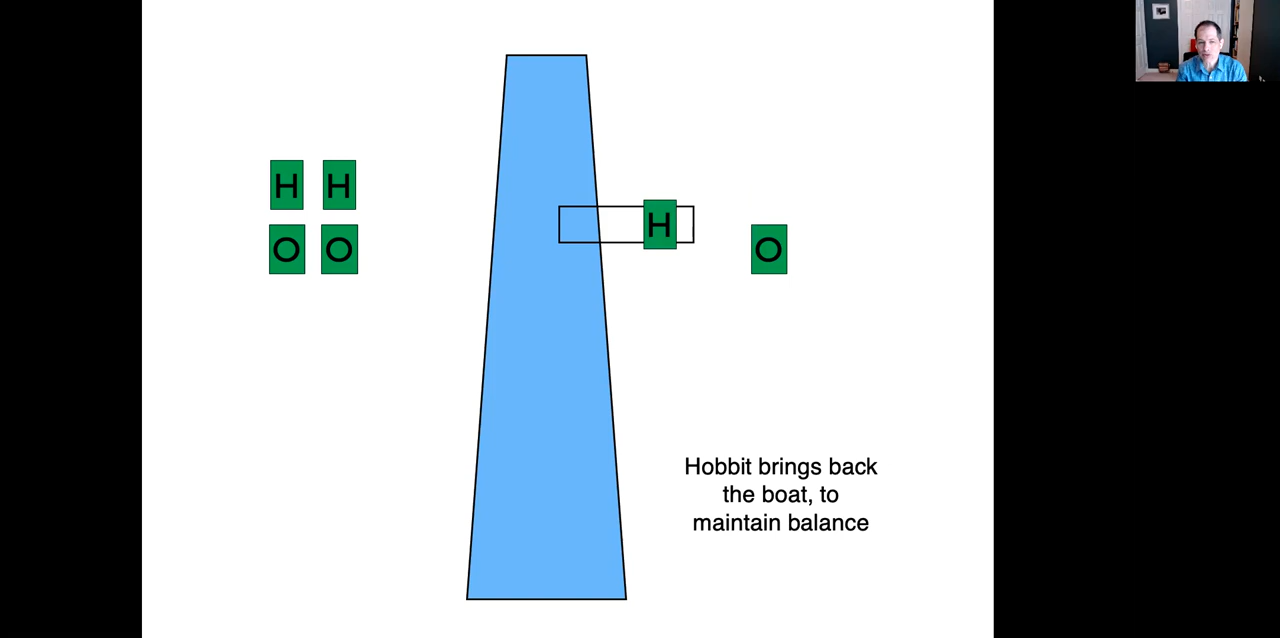 H H
H
O O
O
Hobbit brings back
the boat, to
maintain balance